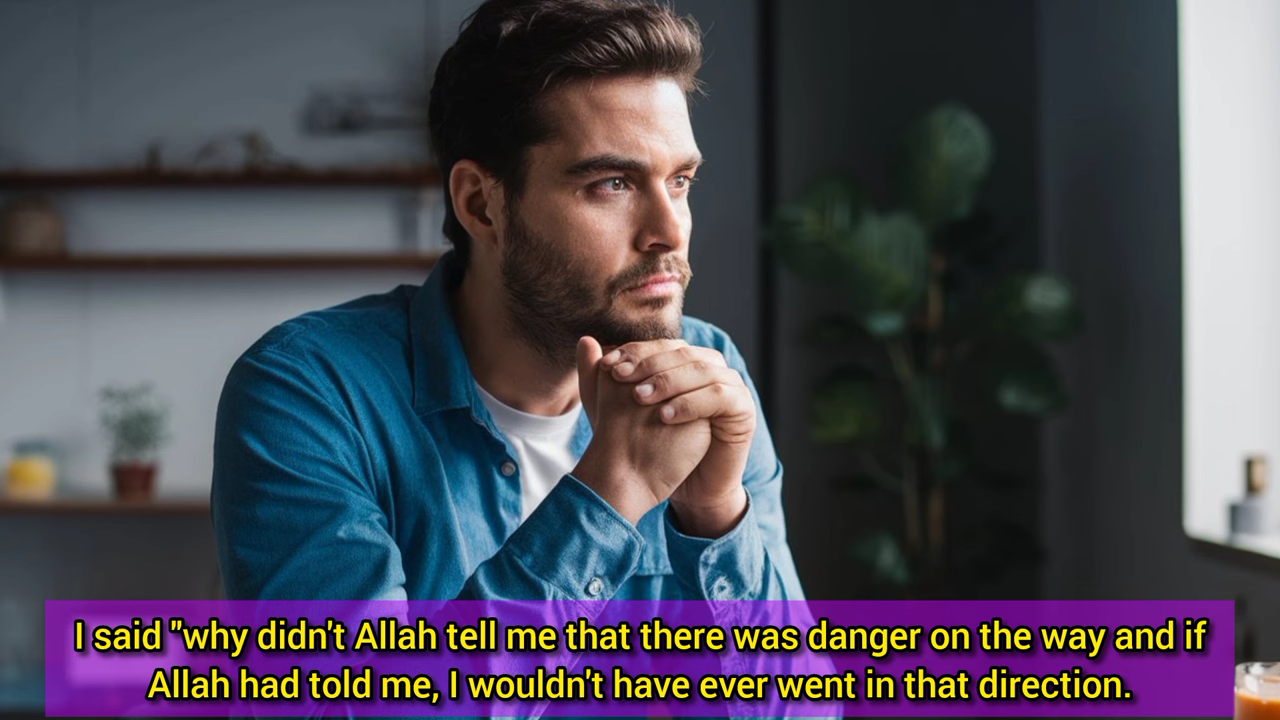 I said "why didn't Allah tell me that there was danger on the way and if
Allah had told me, I wouldn't have ever went in that direction.